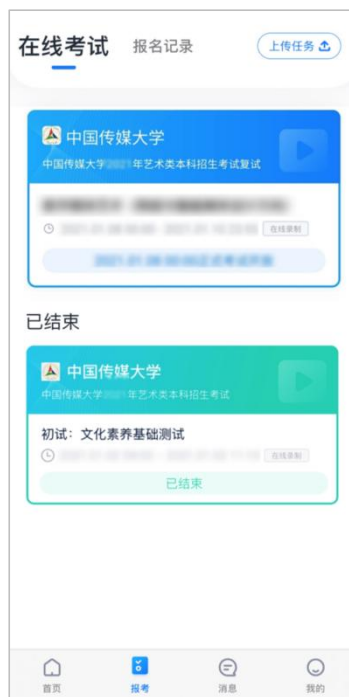 在线考试 报名记录 上传任务
中国传媒大学
中国传媒大学 年艺术类本科招生考试复试
在线录制
已结束
中国传媒大学
中国传媒大学 年艺术类本科招生考试
初试：文化素养基础测试
在线录制
已结束
首页 报考 消息 我的